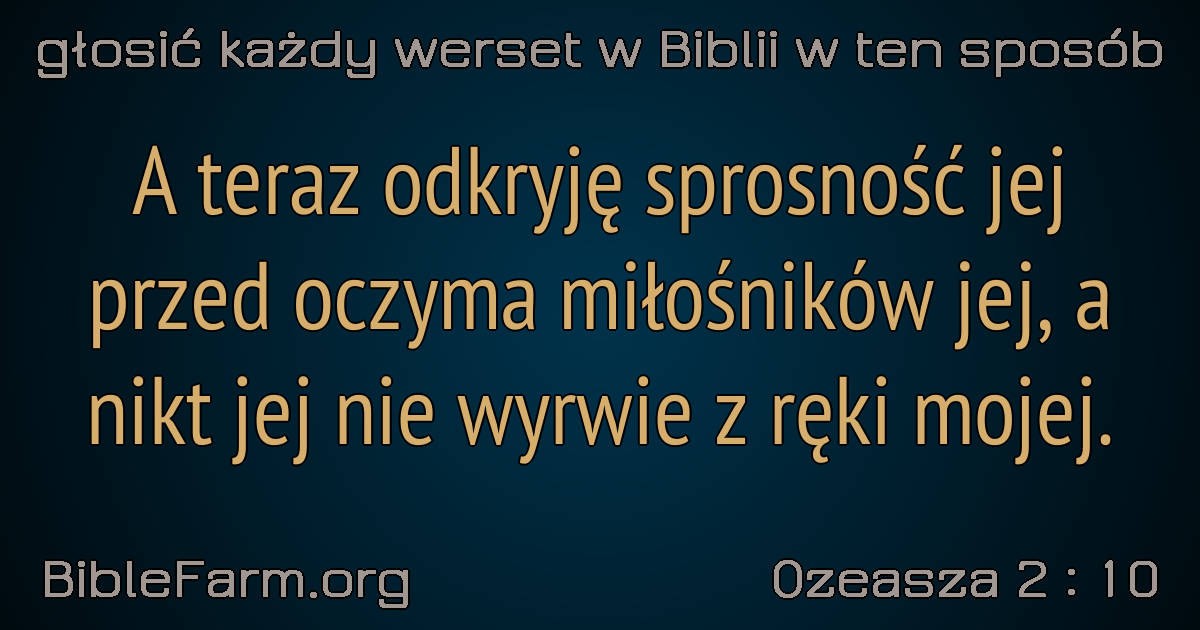 głosić każdy werset w Biblii w ten sposób
A teraz odkryję sprosność jej
przed oczyma miłośników jej, a
nikt jej nie wyrwie z ręki mojej.
BibleFarm.org
Ozeasza 2 : 10